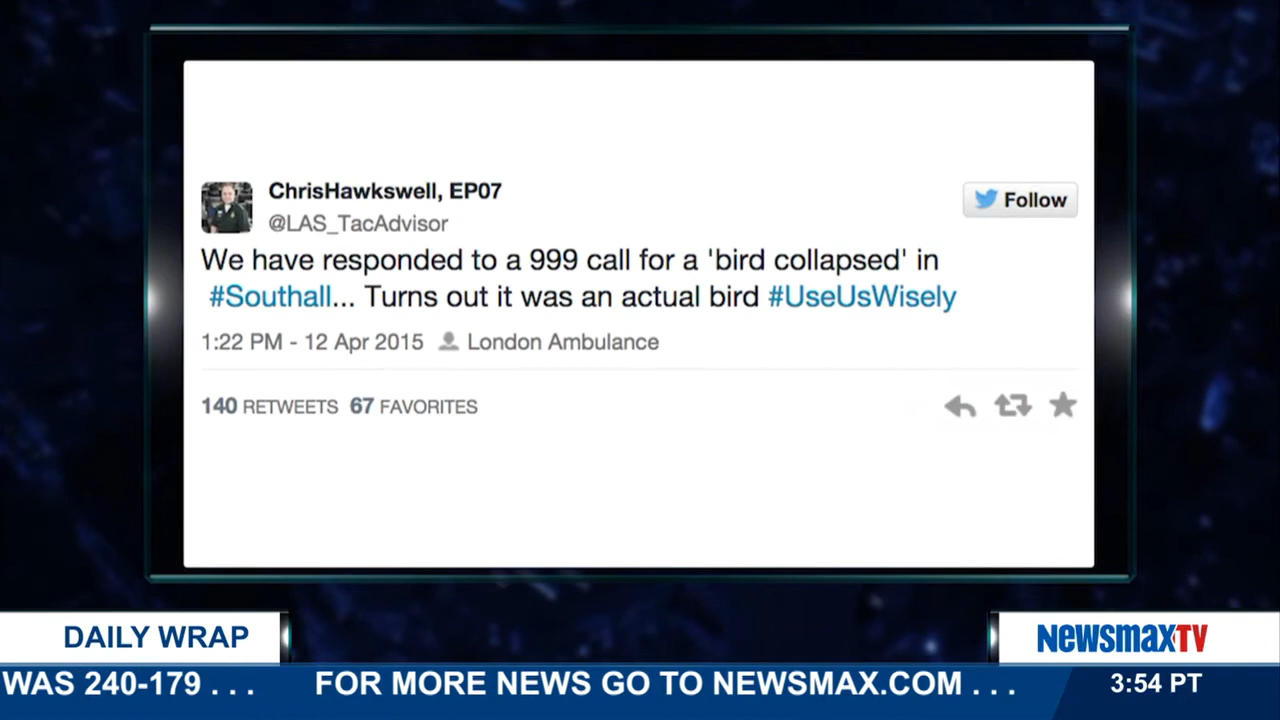 ChrisHawkswell, EP07
@LAS_TacAdvisor
Follow
We have responded to a 999 call for a 'bird collapsed' in
#Southall... Turns out it was an actual bird #UseUsWisely
1:22 PM - 12 Apr 2015 London Ambulance
140 RETWEETS 67 FAVORITES
DAILY WRAP
NEWSMAXTV
WAS 240-179 . . . FOR MORE NEWS GO TO NEWSMAX.COM . . .
3:54 PT